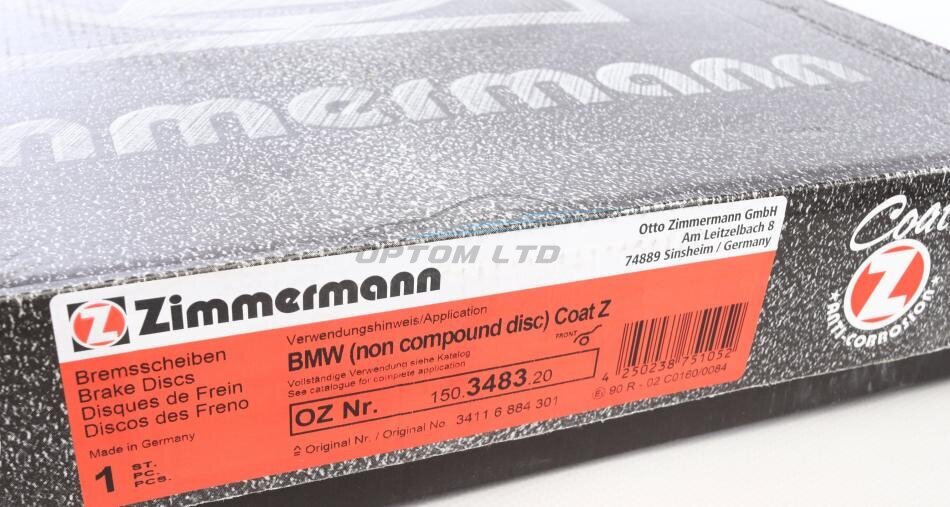 mmermann
OPTOM LTD
Coat
Z
ANTI-CORROSION
Z Zimmermann
Otto Zimmermann GmbH
Am Leitzelbach 8
74889 Sinsheim / Germany
Bremsscheiben
Brake Discs
Disques de Frein
Discos des Freno
Made in Germany
1 ST.
PC.
PCS.
Verwendungshinweis/Application
BMW (non compound disc) Coat Z
Vollständige Verwendung siehe Katalog
See catalogue for complete application
FRONT
OZ Nr. 150.3483.20
≙ Original Nr. / Original No 3411 6 884 301
4 250238 751052
E1 90 R - 02 C0160/0084